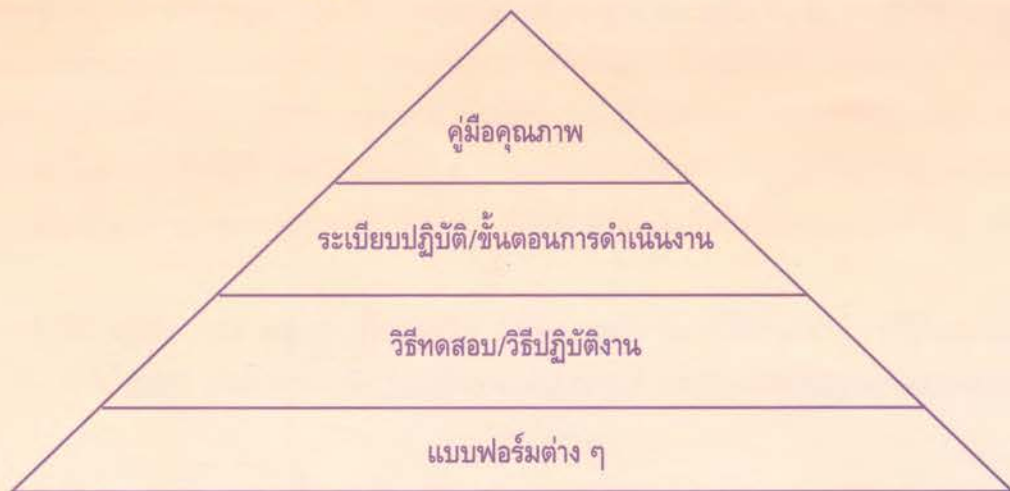 คู่มือคุณภาพ
ระเบียบปฏิบัติ/ขั้นตอนการดำเนินงาน
วิธีทดสอบ/วิธีปฏิบัติงาน
แบบฟอร์มต่าง ๆ